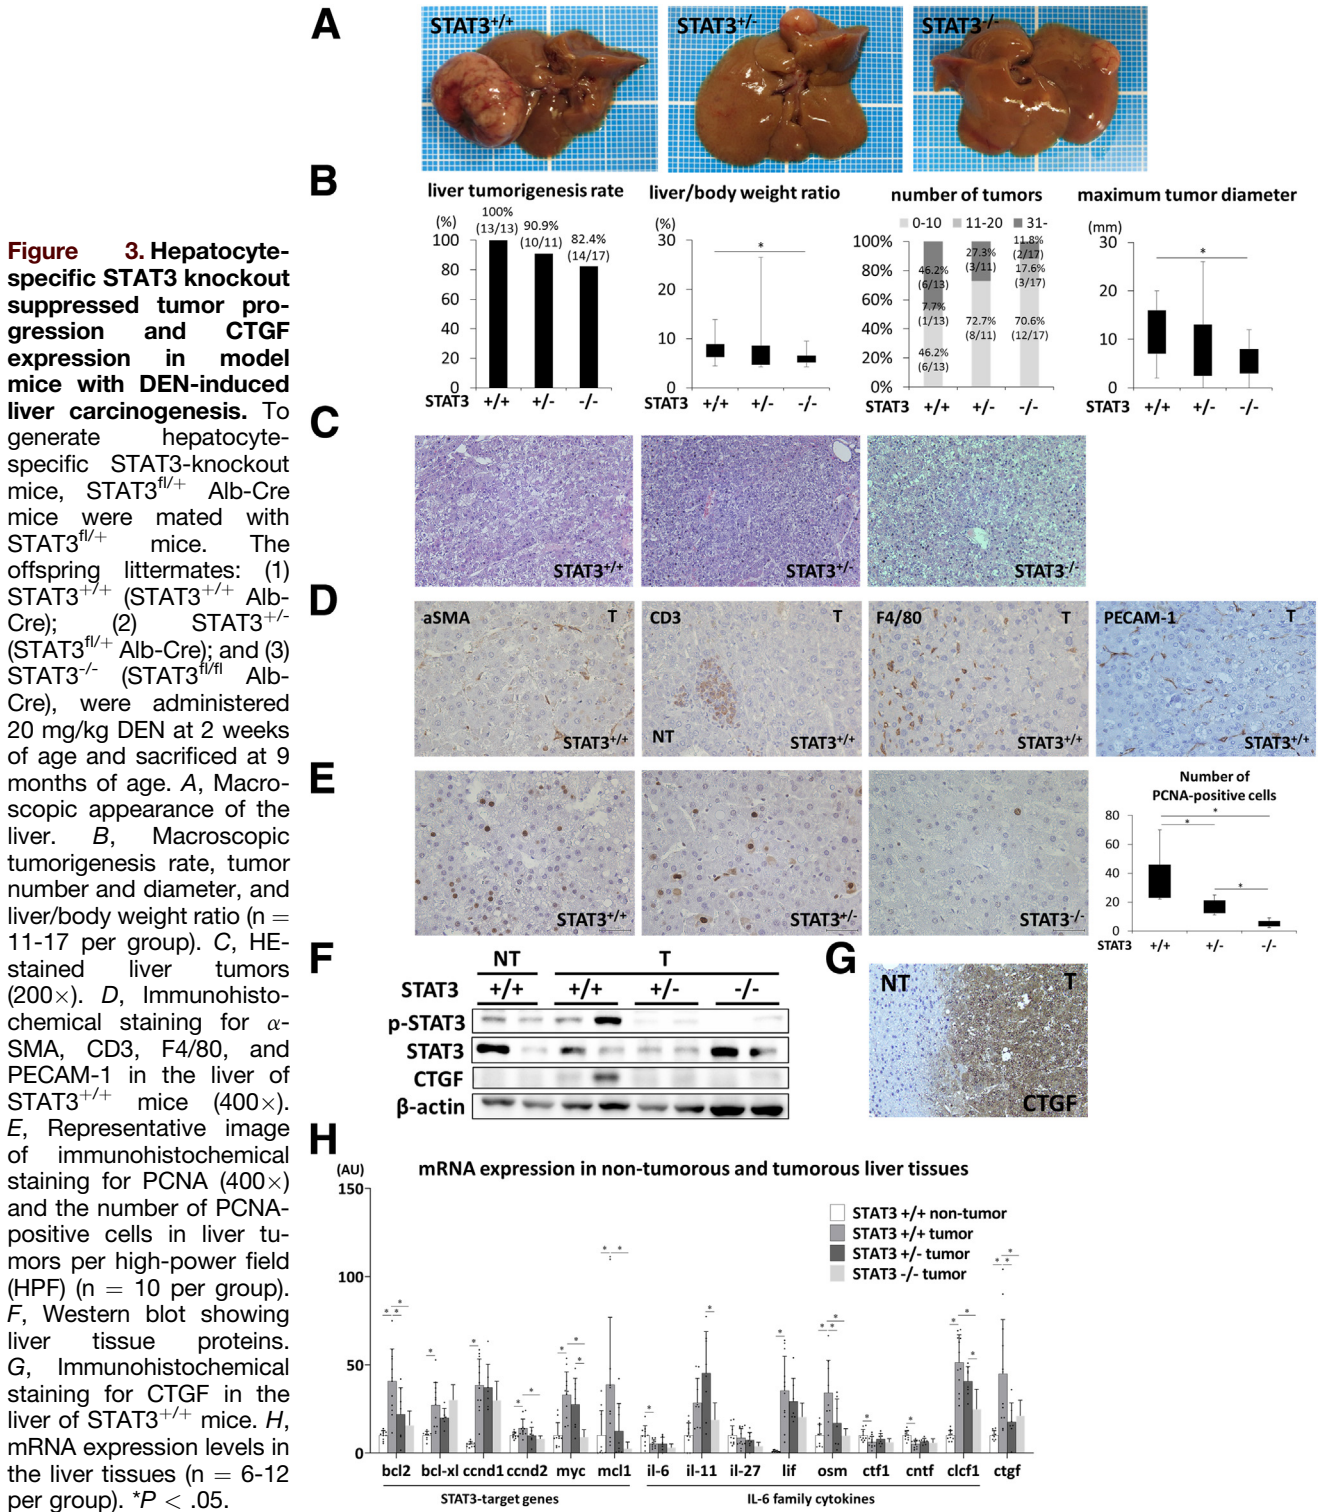 Figure 3. Hepatocyte-
specific STAT3 knockout
suppressed tumor pro-
gression and CTGF
expression in model
mice with DEN-induced
liver carcinogenesis. To
generate hepatocyte-
specific STAT3-knockout
mice, STAT3fl/+ Alb-Cre
mice were mated with
STAT3fl/+ mice. The
offspring littermates: (1)
STAT3+/+ (STAT3+/+ Alb-
Cre); (2) STAT3+/-
(STAT3fl/+ Alb-Cre); and (3)
STAT3-/- (STAT3fl/fl Alb-
Cre), were administered
20 mg/kg DEN at 2 weeks
of age and sacrificed at 9
months of age. A, Macro-
scopic appearance of the
liver. B, Macroscopic
tumorigenesis rate, tumor
number and diameter, and
liver/body weight ratio (n =
11-17 per group). C, HE-
stained liver tumors
(200×). D, Immunohisto-
chemical staining for α-
SMA, CD3, F4/80, and
PECAM-1 in the liver of
STAT3+/+ mice (400×).
E, Representative image
of immunohistochemical
staining for PCNA (400×)
and the number of PCNA-
positive cells in liver tu-
mors per high-power field
(HPF) (n = 10 per group).
F, Western blot showing
liver tissue proteins.
G, Immunohistochemical
staining for CTGF in the
liver of STAT3+/+ mice. H,
mRNA expression levels in
the liver tissues (n = 6-12
per group). *P < .05.
A
STAT3+/+ STAT3+/- STAT3-/-
B
liver tumorigenesis rate
(%)
100
80
60
40
20
0
100%
(13/13)
90.9%
(10/11)
82.4%
(14/17)
STAT3 +/+ +/- -/-
liver/body weight ratio
(%)
30
20
10
0
*
STAT3 +/+ +/- -/-
number of tumors
0-10 11-20 31-
100%
80%
60%
40%
20%
0%
46.2%
(6/13)
7.7%
(1/13)
46.2%
(6/13)
27.3%
(3/11)
72.7%
(8/11)
11.8%
(2/17)
17.6%
(3/17)
70.6%
(12/17)
STAT3 +/+ +/- -/-
maximum tumor diameter
(mm)
30
20
10
0
*
STAT3 +/+ +/- -/-
C
STAT3+/+ STAT3+/- STAT3-/-
D
aSMA T STAT3+/+
CD3 T NT STAT3+/+
F4/80 T STAT3+/+
PECAM-1 T STAT3+/+
E
STAT3+/+ STAT3+/- STAT3-/-
Number of
PCNA-positive cells
80
60
40
20
0
* * *
STAT3 +/+ +/- -/-
F
NT T
STAT3 +/+ +/+ +/- -/-
p-STAT3
STAT3
CTGF
β-actin
G
NT T
CTGF
H
mRNA expression in non-tumorous and tumorous liver tissues
(AU)
150
100
50
0
STAT3 +/+ non-tumor
STAT3 +/+ tumor
STAT3 +/- tumor
STAT3 -/- tumor
* * * * * * * * * * * * * * * * * * * * * * * * *
bcl2 bcl-xl ccnd1 ccnd2 myc mcl1 il-6 il-11 il-27 lif osm ctf1 cntf clcf1 ctgf
STAT3-target genes IL-6 family cytokines